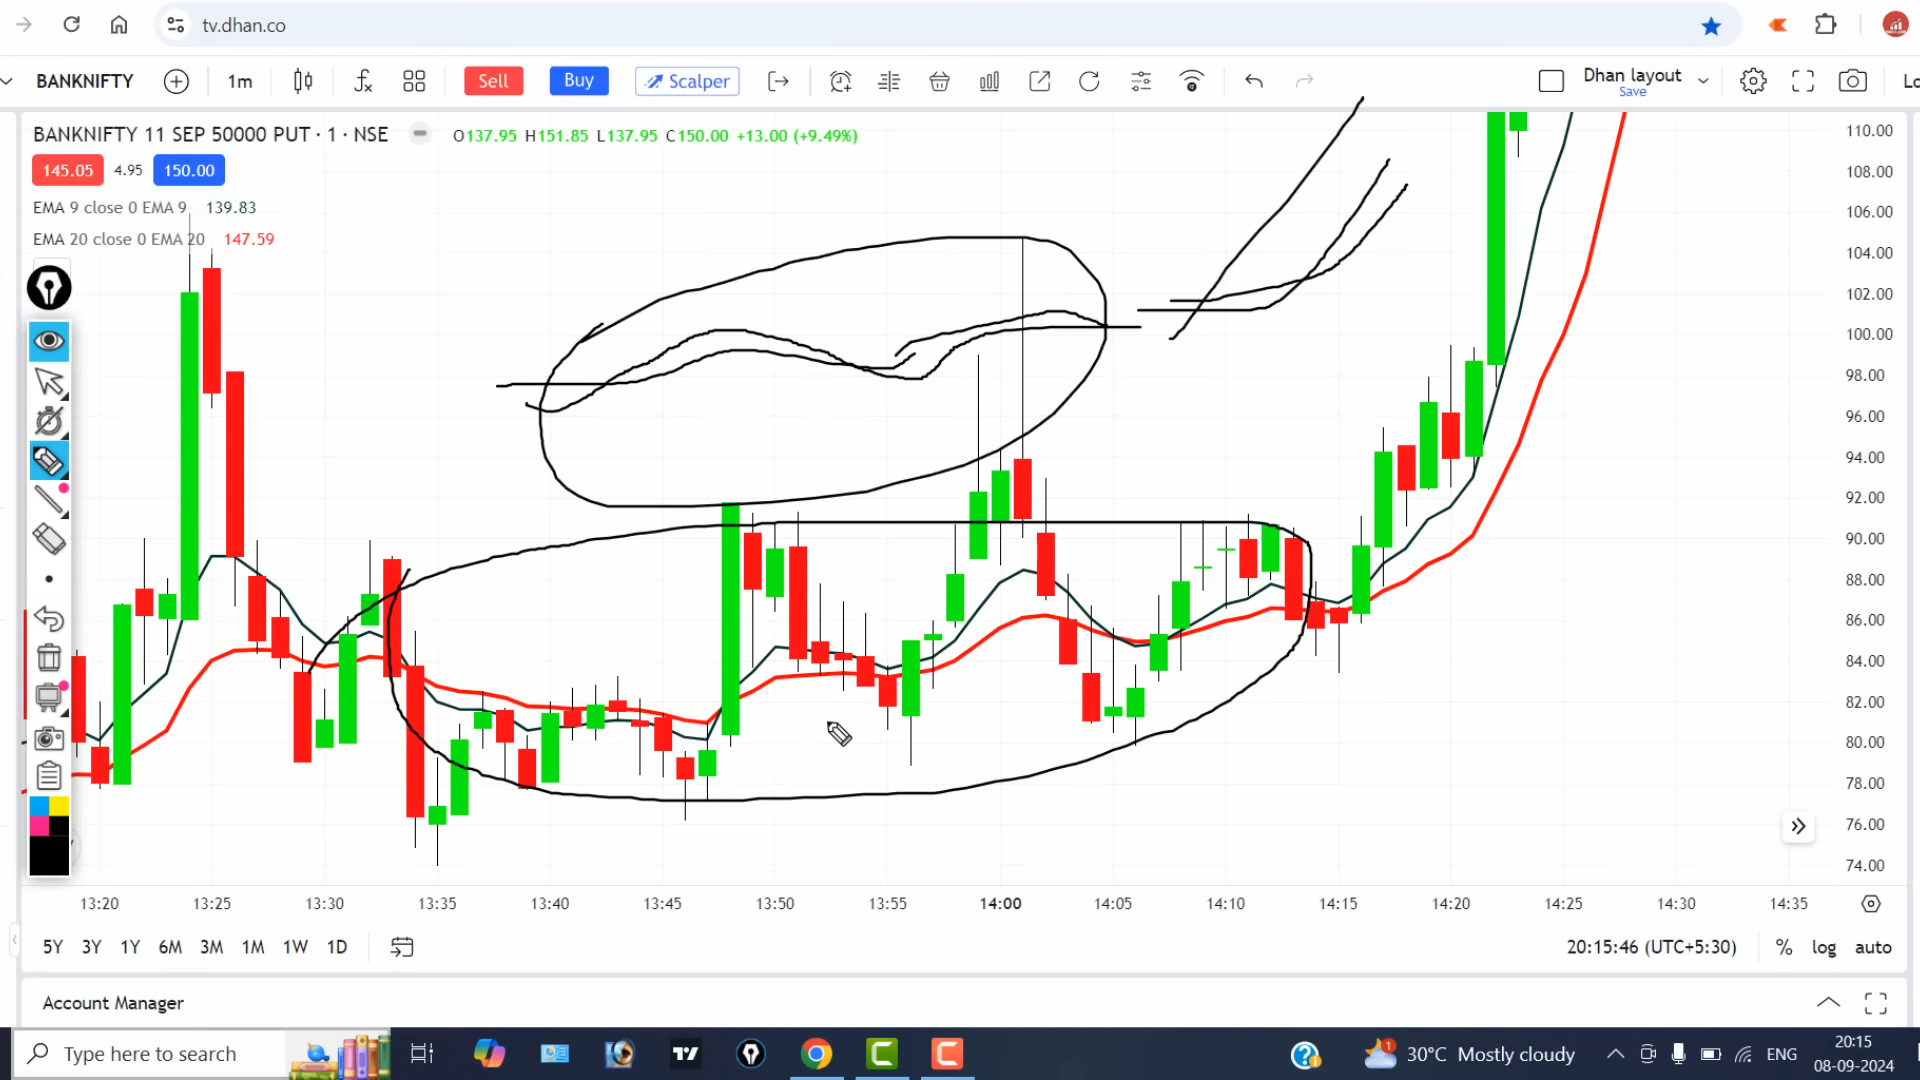 tv.dhan.co
BANKNIFTY 1m Sell Buy Scalper Dhan layout Save
BANKNIFTY 11 SEP 50000 PUT · 1 · NSE O137.95 H151.85 L137.95 C150.00 +13.00 (+9.49%)
145.05 4.95 150.00
EMA 9 close 0 EMA 9 139.83
EMA 20 close 0 EMA 20 147.59
110.00
108.00
106.00
104.00
102.00
100.00
98.00
96.00
94.00
92.00
90.00
88.00
86.00
84.00
82.00
80.00
78.00
76.00
74.00
13:20 13:25 13:30 13:35 13:40 13:45 13:50 13:55 14:00 14:05 14:10 14:15 14:20 14:25 14:30 14:35
5Y 3Y 1Y 6M 3M 1M 1W 1D 20:15:46 (UTC+5:30) % log auto
Account Manager
Type here to search 1 30°C Mostly cloudy ENG 20:15
08-09-2024